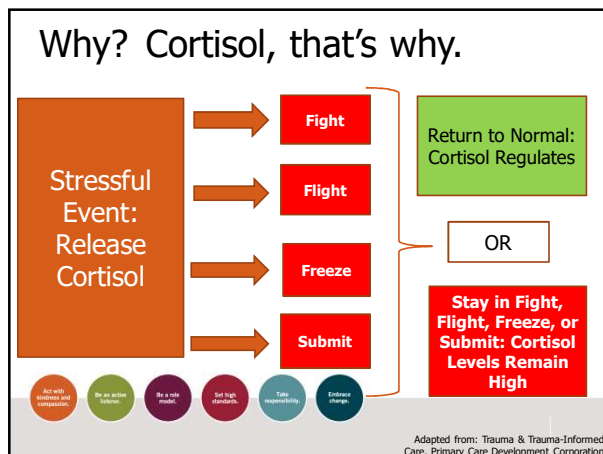 Why? Cortisol, that's why.
Stressful
Event:
Release
Cortisol
Fight
Flight
Freeze
Submit
Return to Normal:
Cortisol Regulates
OR
Stay in Fight,
Flight, Freeze, or
Submit: Cortisol
Levels Remain
High
Act with
kindness and
compassion.
Be an active
listener.
Be a role
model.
Set high
standards.
Take
responsibility.
Embrace
change.
Adapted from: Trauma & Trauma-Informed
Care, Primary Care Development Corporation